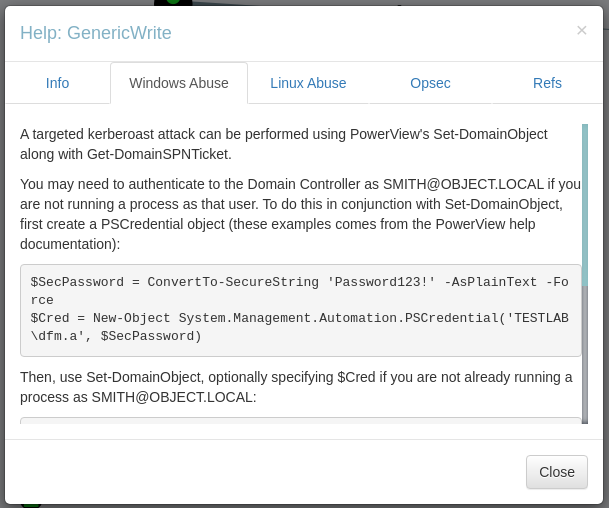 Help: GenericWrite
×
Info
Windows Abuse
Linux Abuse
Opsec
Refs
A targeted kerberoast attack can be performed using PowerView's Set-DomainObject
along with Get-DomainSPNTicket.
You may need to authenticate to the Domain Controller as SMITH@OBJECT.LOCAL if you
are not running a process as that user. To do this in conjunction with Set-DomainObject,
first create a PSCredential object (these examples comes from the PowerView help
documentation):
$SecPassword = ConvertTo-SecureString 'Password123!' -AsPlainText -Fo
rce
$Cred = New-Object System.Management.Automation.PSCredential('TESTLAB
\dfm.a', $SecPassword)
Then, use Set-DomainObject, optionally specifying $Cred if you are not already running a
process as SMITH@OBJECT.LOCAL:
Close